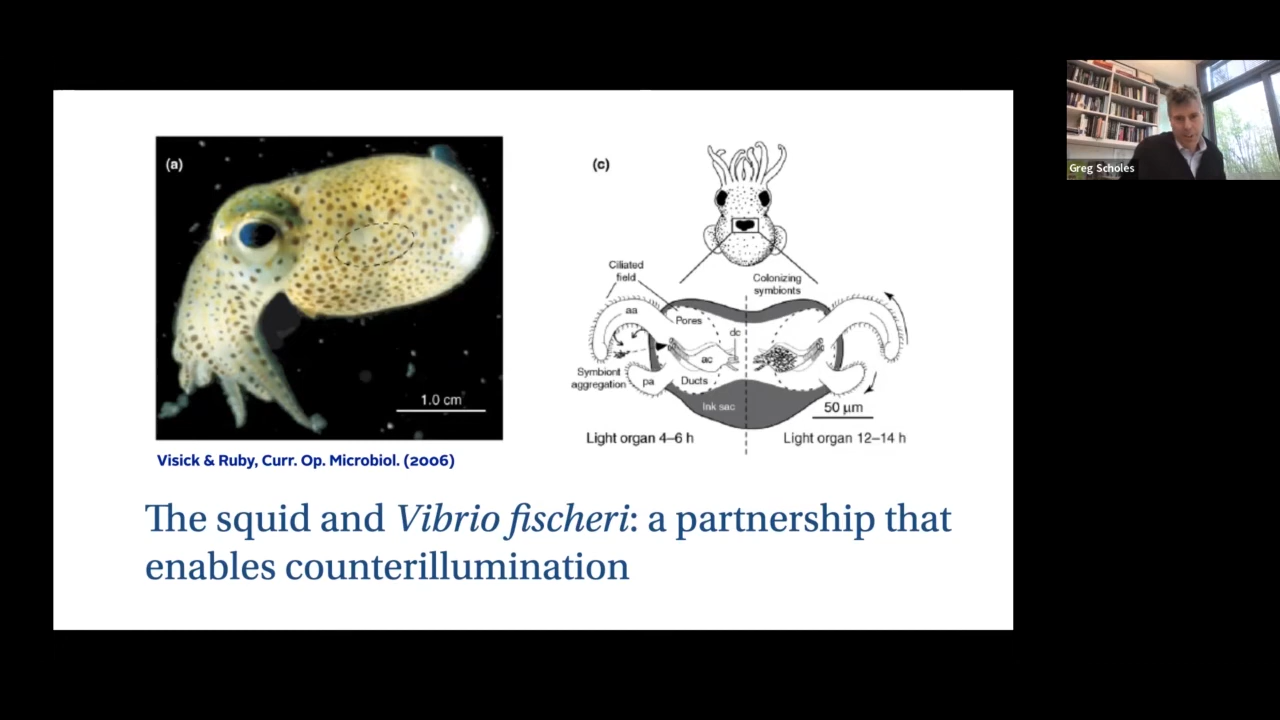 (a)
1.0 cm
Visick & Ruby, Curr. Op. Microbiol. (2006)
(c)
Ciliated
field
Colonizing
symbionts
aa
Pores
dc
ac
Symbiont
aggregation
pa
Ducts
Ink sac
50 µm
Light organ 4–6 h
Light organ 12–14 h
The squid and Vibrio fischeri: a partnership that
enables counterillumination
Greg Scholes